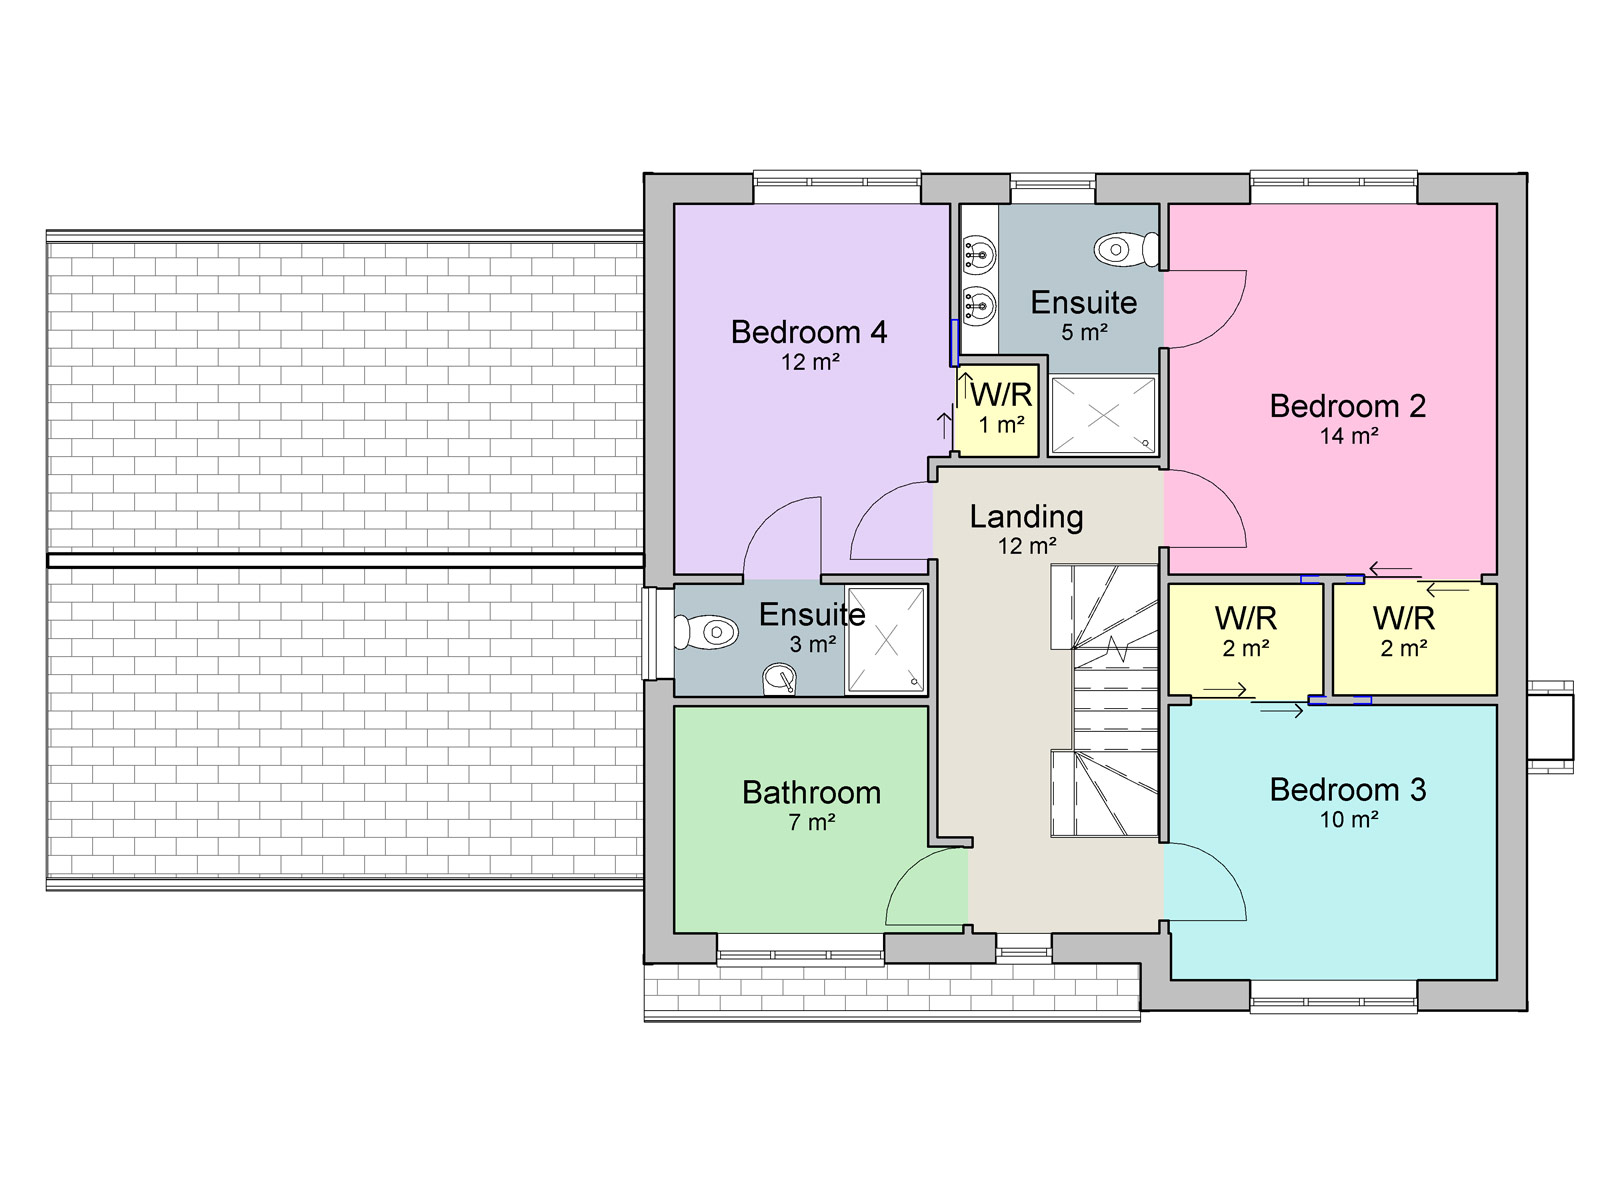 Bedroom 4
12 m²
Ensuite
5 m²
W/R
1 m²
Bedroom 2
14 m²
Landing
12 m²
Ensuite
3 m²
W/R
2 m²
W/R
2 m²
Bathroom
7 m²
Bedroom 3
10 m²